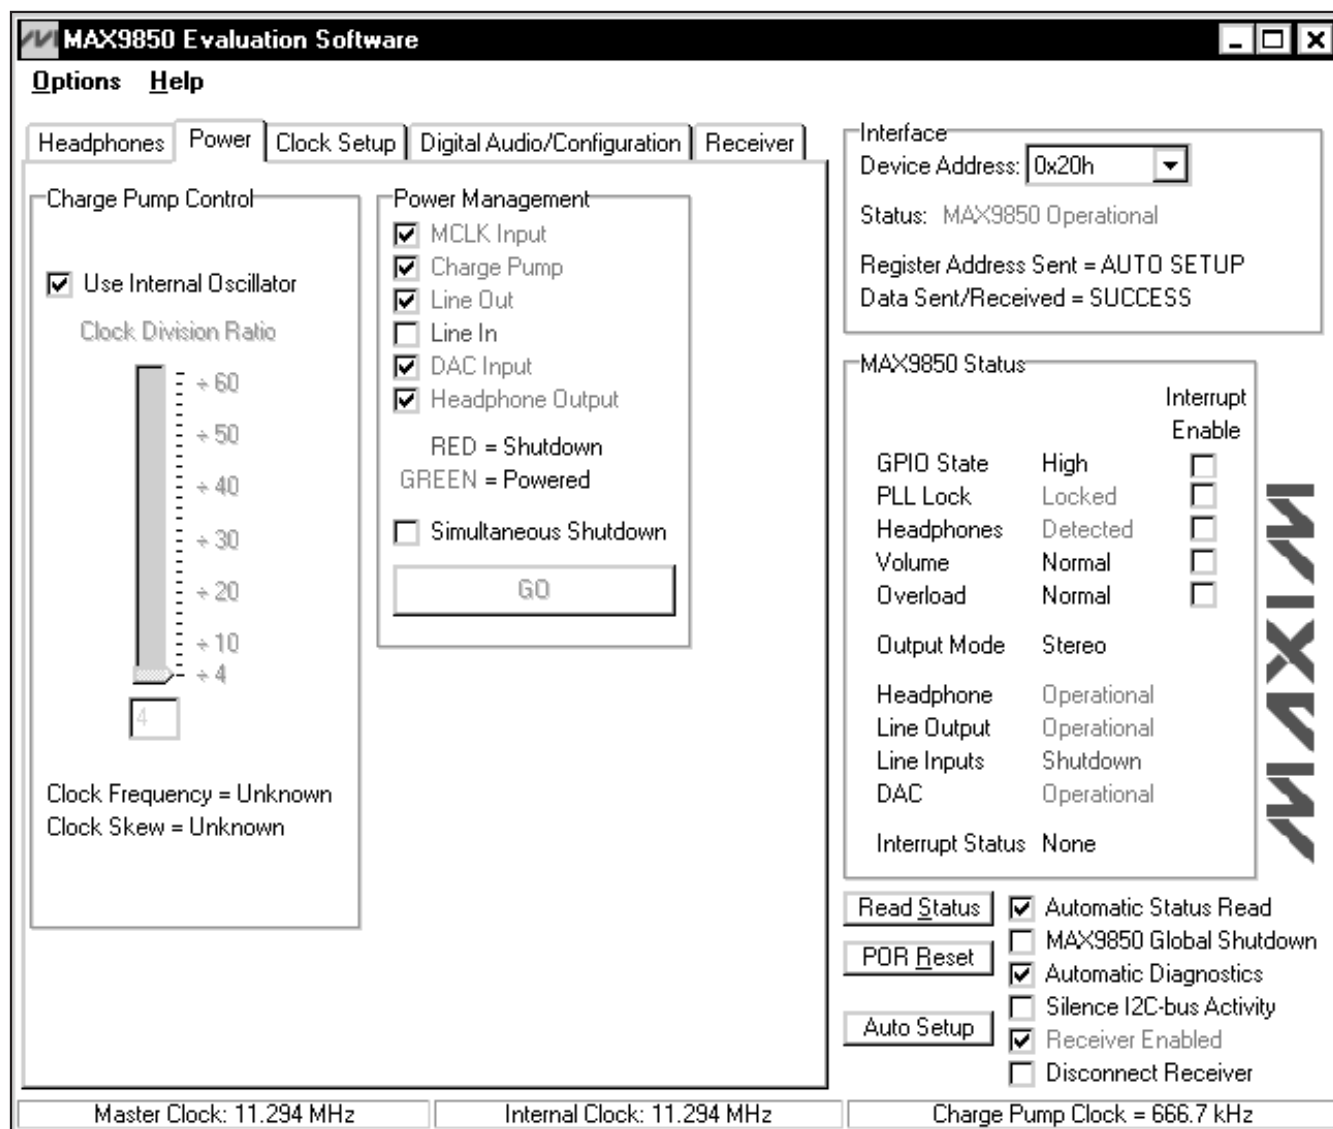 MAX9850 Evaluation Software
Options Help
Headphones Power Clock Setup Digital Audio/Configuration Receiver
Charge Pump Control
Use Internal Oscillator
Clock Division Ratio
÷ 60
÷ 50
÷ 40
÷ 30
÷ 20
÷ 10
÷ 4
4
Clock Frequency = Unknown
Clock Skew = Unknown
Power Management
MCLK Input
Charge Pump
Line Out
Line In
DAC Input
Headphone Output
RED = Shutdown
GREEN = Powered
Simultaneous Shutdown
GO
Interface
Device Address: 0x20h
Status: MAX9850 Operational
Register Address Sent = AUTO SETUP
Data Sent/Received = SUCCESS
MAX9850 Status
Interrupt
Enable
GPIO State High
PLL Lock Locked
Headphones Detected
Volume Normal
Overload Normal
Output Mode Stereo
Headphone Operational
Line Output Operational
Line Inputs Shutdown
DAC Operational
Interrupt Status None
MAXIM
Read Status
POR Reset
Auto Setup
Automatic Status Read
MAX9850 Global Shutdown
Automatic Diagnostics
Silence I2C-bus Activity
Receiver Enabled
Disconnect Receiver
Master Clock: 11.294 MHz
Internal Clock: 11.294 MHz
Charge Pump Clock = 666.7 kHz